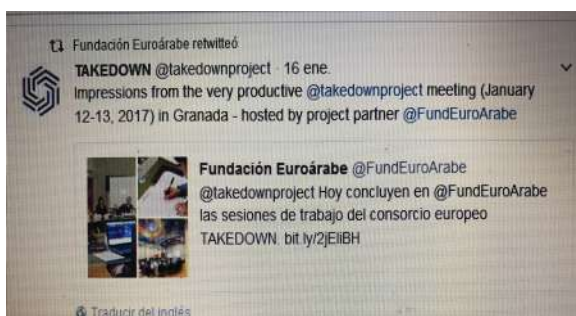 Fundación Euroárabe retwitteó
TAKEDOWN @takedownproject · 16 ene.
Impressions from the very productive @takedownproject meeting (January
12-13, 2017) in Granada - hosted by project partner @FundEuroArabe
Fundación Euroárabe @FundEuroArabe
@takedownproject Hoy concluyen en @FundEuroArabe
las sesiones de trabajo del consorcio europeo
TAKEDOWN. bit.ly/2jEliBH
Traducir del inglés